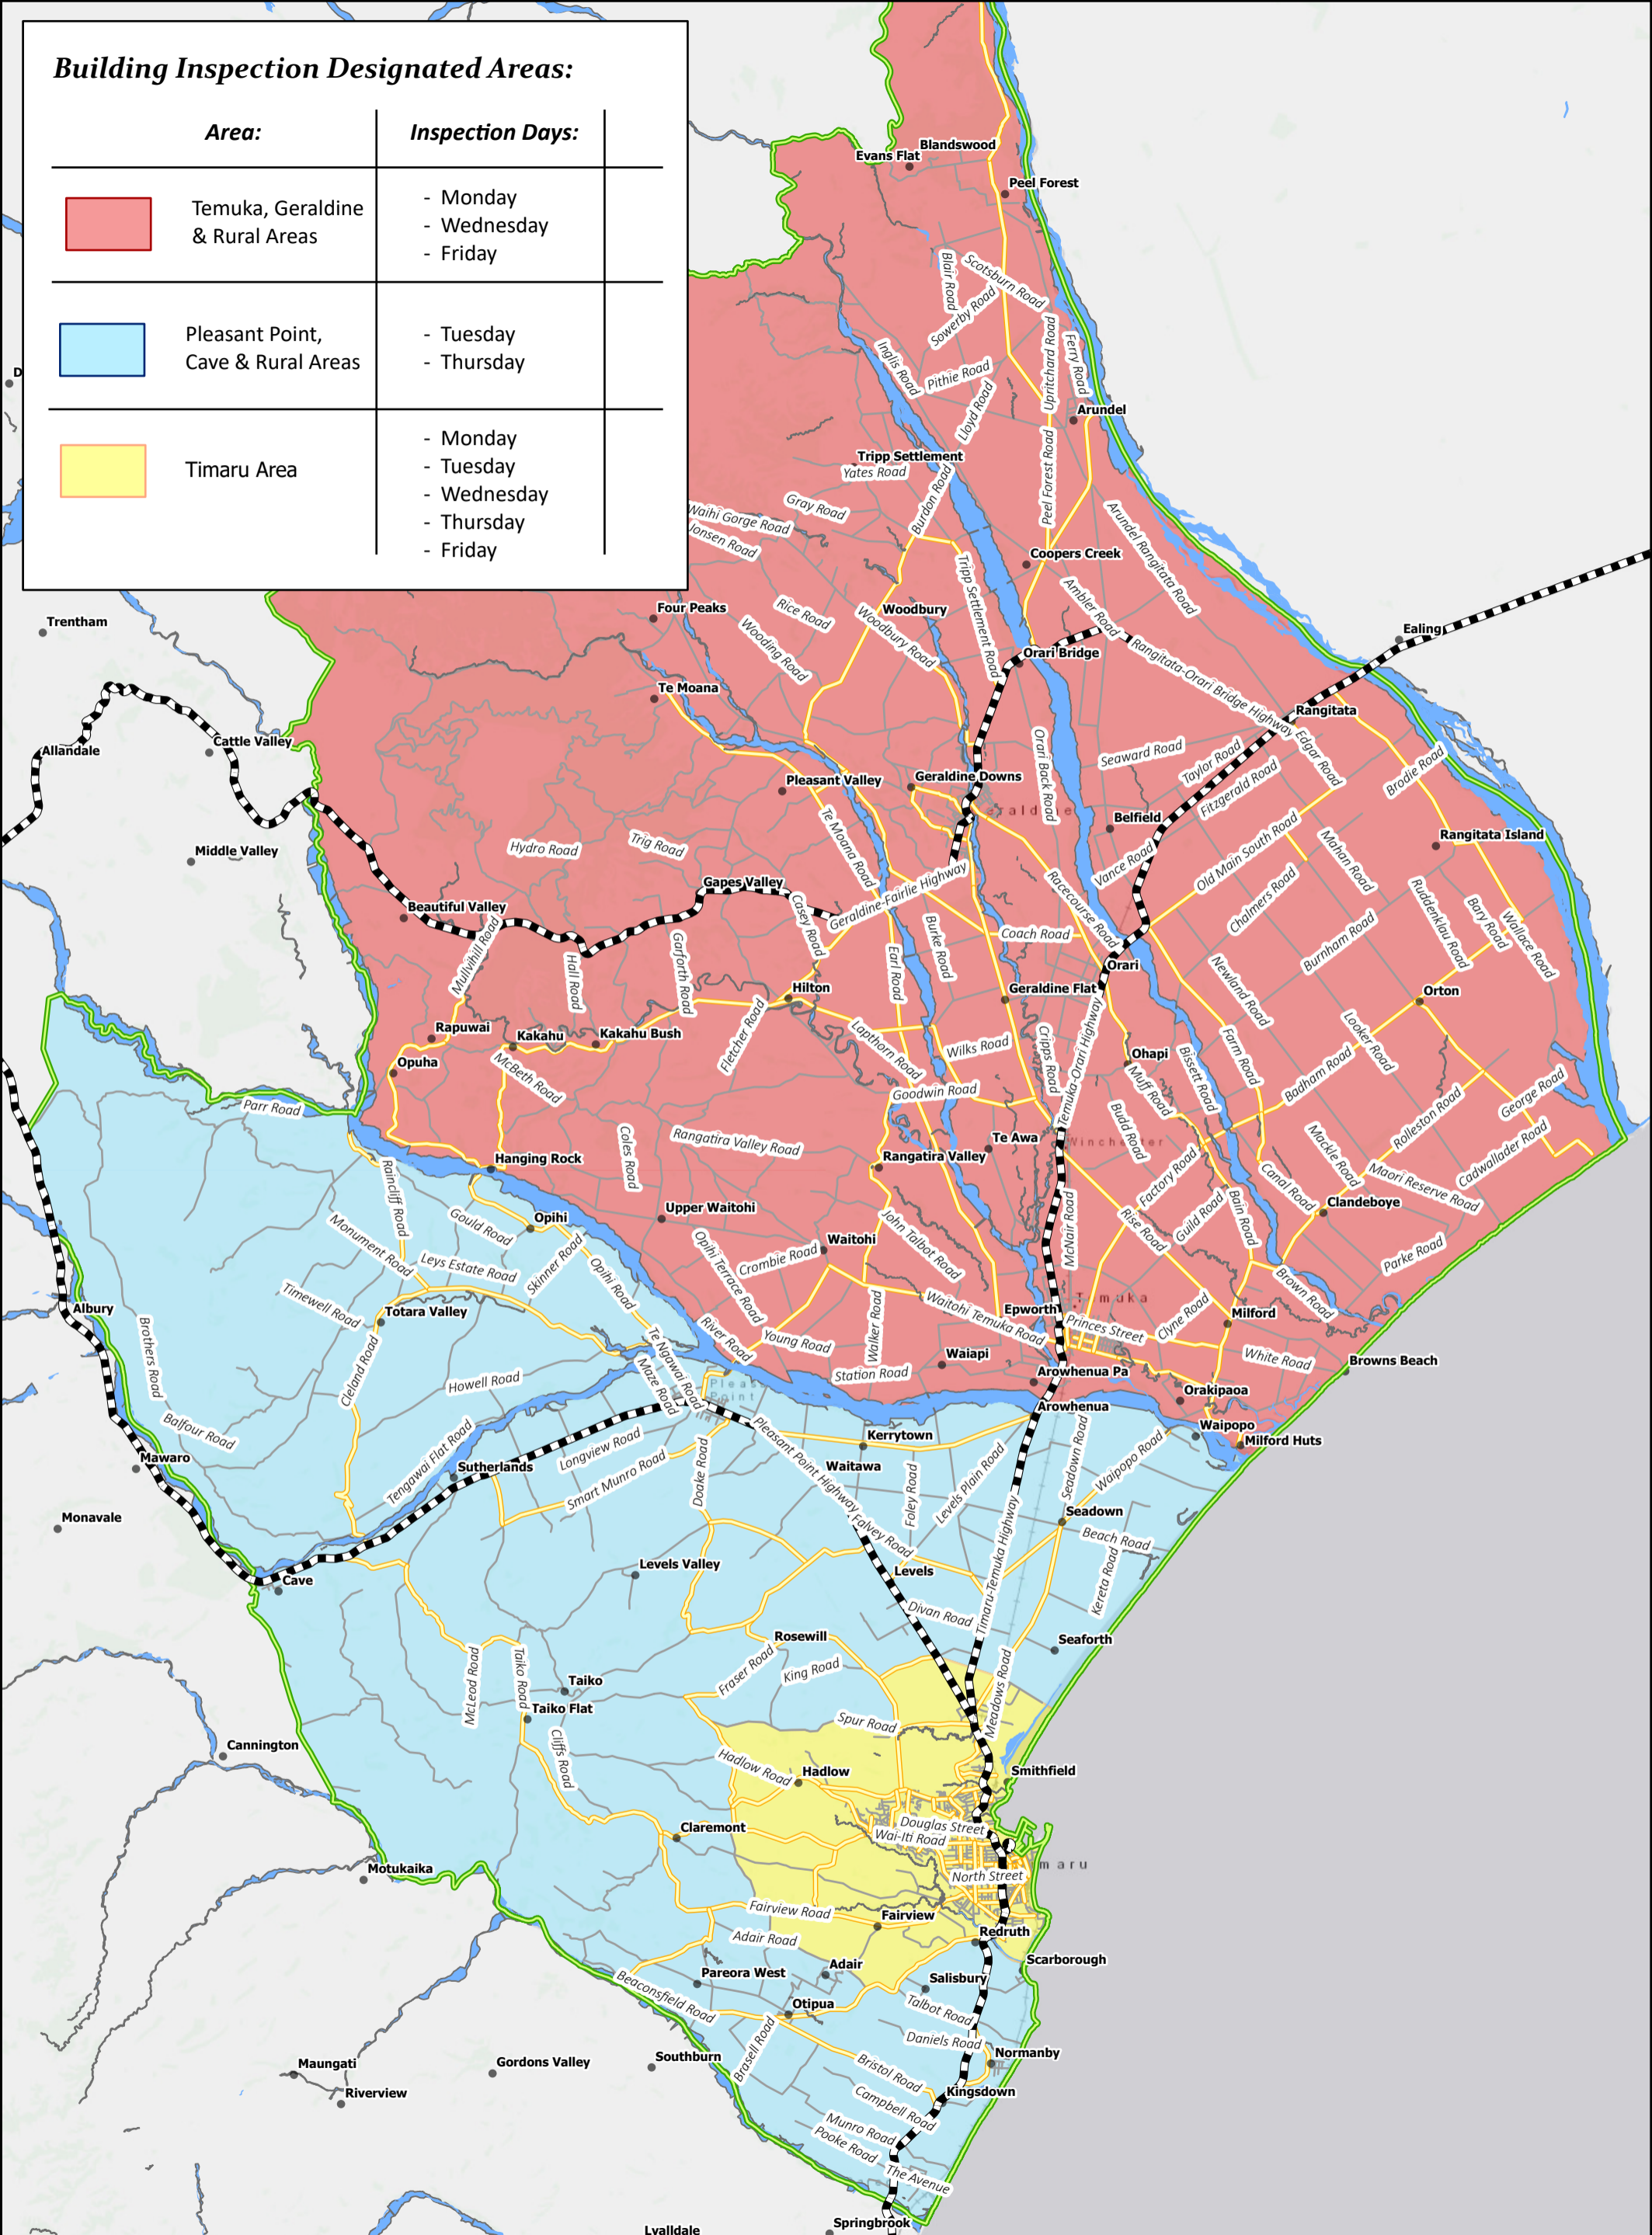 Building Inspection Designated Areas:
Area:
Inspection Days:
Temuka, Geraldine
& Rural Areas
- Monday
- Wednesday
- Friday
Pleasant Point,
Cave & Rural Areas
- Tuesday
- Thursday
Timaru Area
- Monday
- Tuesday
- Wednesday
- Thursday
- Friday
Blandswood
Evans Flat
Peel Forest
Blair Road
Scotsburn Road
Sowerby Road
Inglis Road
Pithie Road
Upritchard Road
Ferry Road
Lloyd Road
Arundel
Peel Forest Road
Tripp Settlement
Yates Road
Burdon Road
Gray Road
Waihi Gorge Road
Jansen Road
Arundel Rangitata Road
Coopers Creek
Tripp Settlement Road
Ambler Road
Four Peaks
Rice Road
Woodbury
Woodbury Road
Wooding Road
Trentham
Ealing
Orari Bridge
Rangitata-Orari Bridge Highway
Te Moana
Rangitata
Cattle Valley
Allandale
Orari Back Road
Seaward Road
Taylor Road
Edgar Road
Brodie Road
Pleasant Valley
Geraldine Downs
Fitzgerald Road
Te Moana Road
Belfield
Rangitata Island
Old Main South Road
Mahan Road
Middle Valley
Hydro Road
Trig Road
Vance Road
Chalmers Road
Gapes Valley
Geraldine-Fairlie Highway
Racecourse Road
Ruddenklau Road
Bary Road
Wallace Road
Beautiful Valley
Casey Road
Mullvihill Road
Hall Road
Garforth Road
Earl Road
Burke Road
Coach Road
Burnham Road
Orari
Newland Road
Hilton
Geraldine Flat
Orton
Rapuwai
Kakahu
Kakahu Bush
Fletcher Road
Lapthorn Road
Wilks Road
Cripps Road
Temuka-Orari Highway
Ohapi
Looker Road
Farm Road
Opuha
McBeth Road
Goodwin Road
Muff Road
Bissett Road
Badham Road
George Road
Parr Road
Rolleston Road
Coles Road
Rangatira Valley Road
Te Awa
Winchester
Budd Road
Mackle Road
Cadwallader Road
Hanging Rock
Rangatira Valley
Factory Road
Maori Reserve Road
Raincliff Road
Canal Road
Clandeboye
Upper Waitohi
McNair Road
Guild Road
Bain Road
Rise Road
Gould Road
Opihi
John Talbot Road
Monument Road
Waitohi
Crombie Road
Opihi Terrace Road
Parke Road
Leys Estate Road
Skinner Road
Opihi Road
Brown Road
Timewell Road
Totara Valley
Albury
Waitohi Temuka Road
Epworth
Milford
Clyne Road
Princes Street
Brothers Road
Cleland Road
River Road
Young Road
Walker Road
Te Ngawai Road
Maze Road
White Road
Browns Beach
Waiapi
Station Road
Arowhenua Pa
Howell Road
Orakipaoa
Arowhenua
Balfour Road
Tengawai Flat Road
Pleasant Point Highway
Waipopo
Milford Huts
Kerrytown
Longview Road
Doake Road
Seadown Road
Waipopo Road
Mawaro
Sutherlands
Smart Munro Road
Waitawa
Foley Road
Levels Plain Road
Monavale
Seadown
Falvey Road
Beach Road
Timaru-Temuka Highway
Kereta Road
Levels Valley
Levels
Cave
Divan Road
Rosewill
Seaforth
McLeod Road
Taiko Road
Fraser Road
King Road
Taiko
Meadows Road
Taiko Flat
Spur Road
Cannington
Cliffs Road
Hadlow Road
Hadlow
Smithfield
Claremont
Douglas Street
Wai-Iti Road
Motukaika
North Street
Fairview Road
Fairview
Adair Road
Redruth
Scarborough
Adair
Pareora West
Salisbury
Beaconsfield Road
Otipua
Talbot Road
Daniels Road
Brasell Road
Normanby
Maungati
Gordons Valley
Southburn
Bristol Road
Riverview
Kingsdown
Campbell Road
Munro Road
Pooke Road
The Avenue
Springbrook
Lyalldale